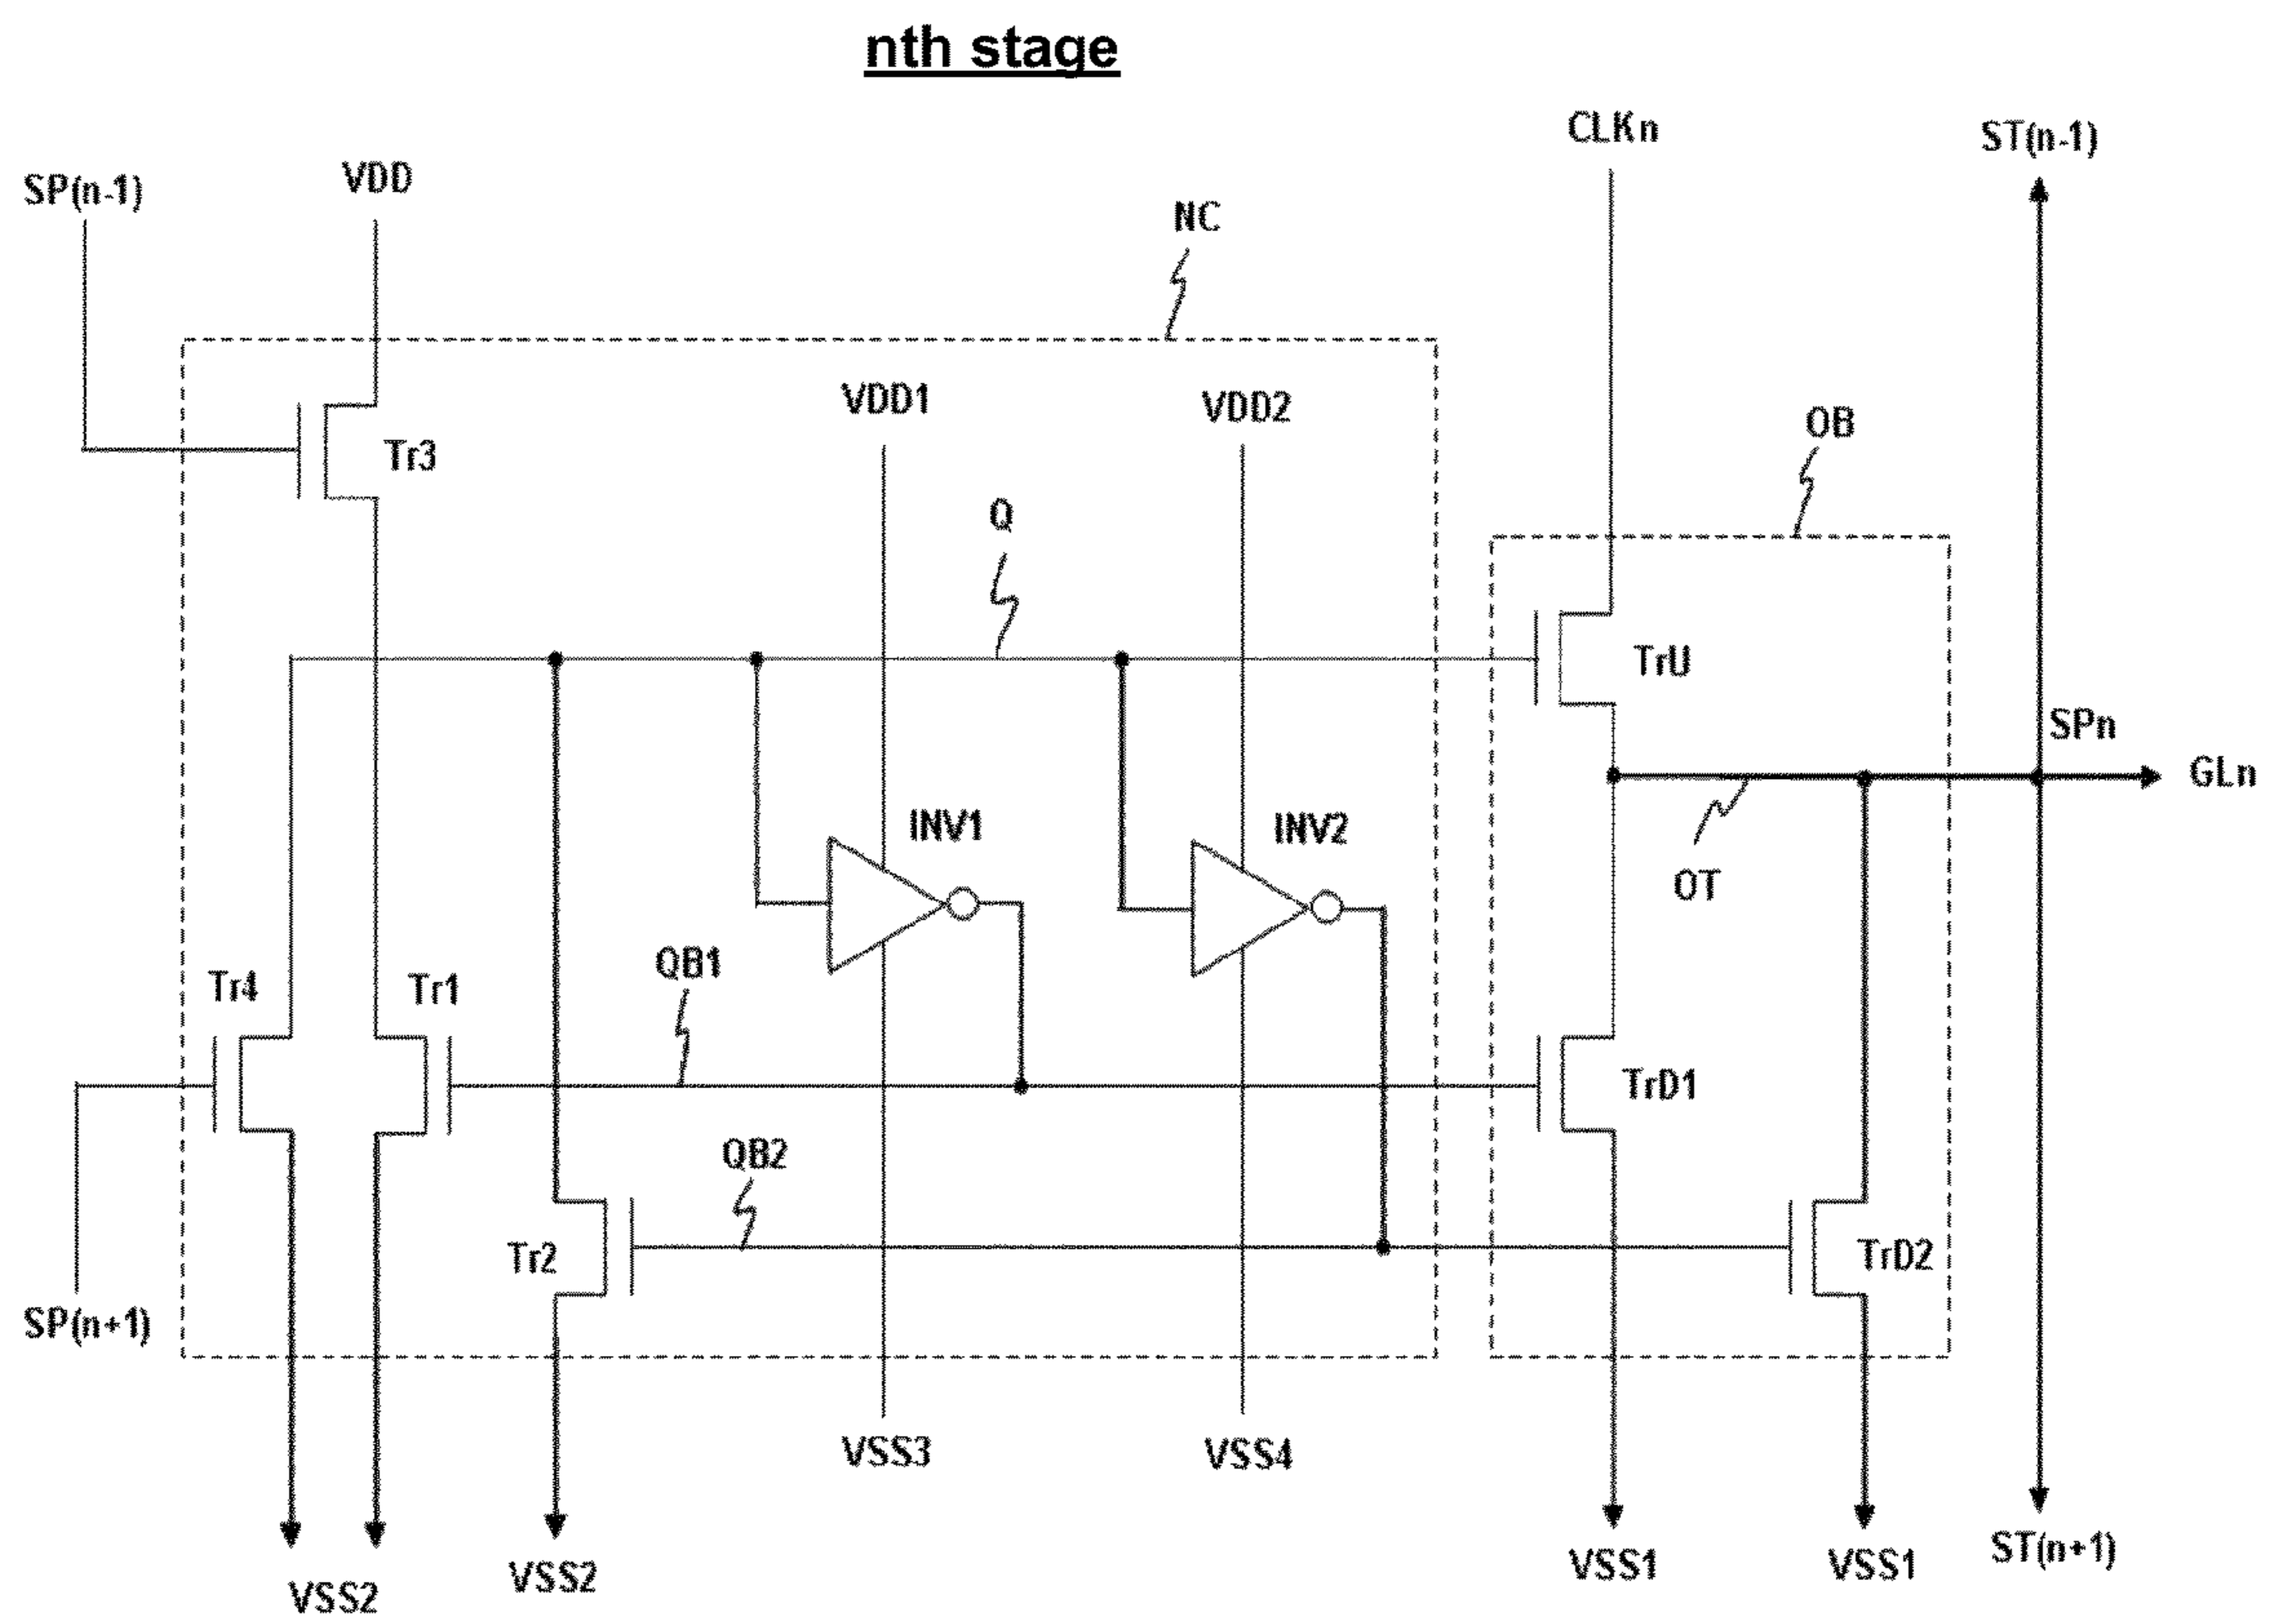 nth stage
CLKn
ST(n-1)
SP(n-1)
VDD
NC
VDD1
VDD2
OB
Tr3
Q
TrU
SPn
GLn
INV1
INV2
OT
QB1
Tr4
Tr1
TrD1
QB2
Tr2
TrD2
SP(n+1)
VSS3
VSS4
ST(n+1)
VSS2
VSS2
VSS1
VSS1